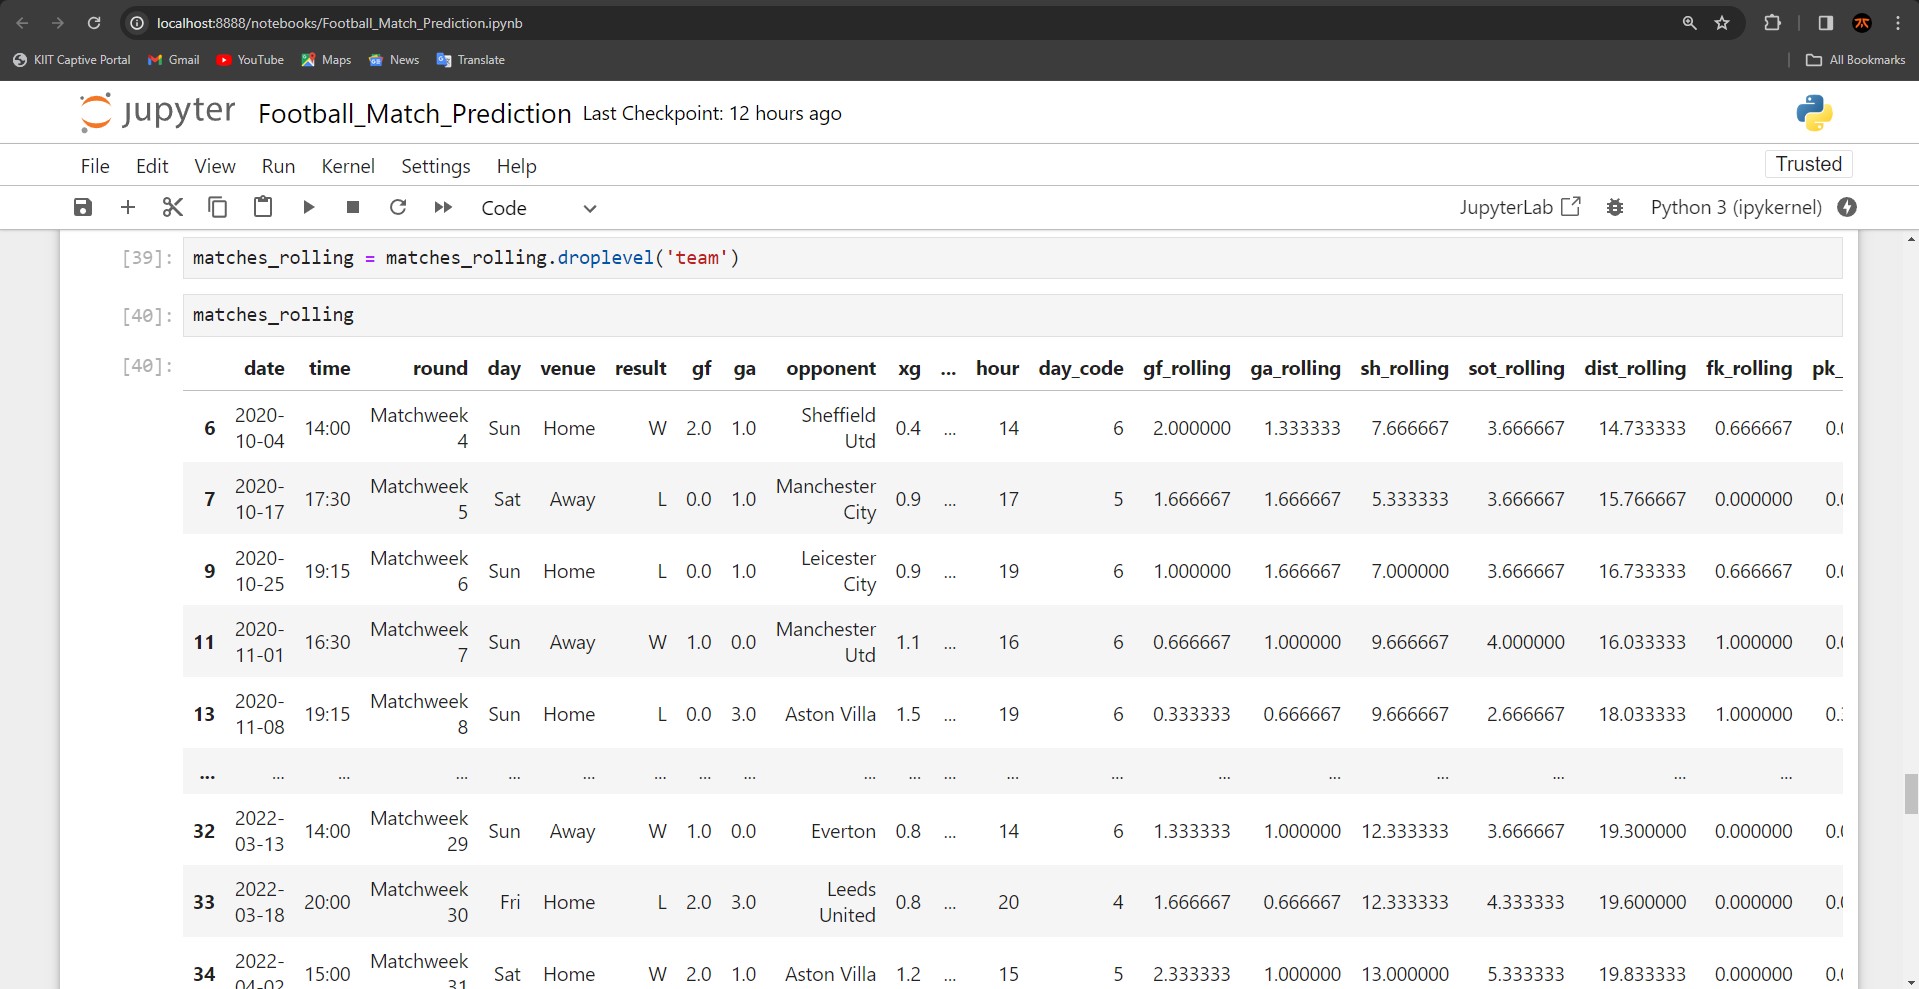 localhost:8888/notebooks/Football_Match_Prediction.ipynb
KIIT Captive Portal Gmail YouTube Maps News Translate All Bookmarks
jupyter Football_Match_Prediction Last Checkpoint: 12 hours ago
File Edit View Run Kernel Settings Help Trusted
Code JupyterLab Python 3 (ipykernel)
[39]: matches_rolling = matches_rolling.droplevel('team')
[40]: matches_rolling
[40]: date time round day venue result gf ga opponent xg ... hour day_code gf_rolling ga_rolling sh_rolling sot_rolling dist_rolling fk_rolling pk_
6 2020-10-04 14:00 Matchweek 4 Sun Home W 2.0 1.0 Sheffield Utd 0.4 ... 14 6 2.000000 1.333333 7.666667 3.666667 14.733333 0.666667 0.0
7 2020-10-17 17:30 Matchweek 5 Sat Away L 0.0 1.0 Manchester City 0.9 ... 17 5 1.666667 1.666667 5.333333 3.666667 15.766667 0.000000 0.0
9 2020-10-25 19:15 Matchweek 6 Sun Home L 0.0 1.0 Leicester City 0.9 ... 19 6 1.000000 1.666667 7.000000 3.666667 16.733333 0.666667 0.0
11 2020-11-01 16:30 Matchweek 7 Sun Away W 1.0 0.0 Manchester Utd 1.1 ... 16 6 0.666667 1.000000 9.666667 4.000000 16.033333 1.000000 0.0
13 2020-11-08 19:15 Matchweek 8 Sun Home L 0.0 3.0 Aston Villa 1.5 ... 19 6 0.333333 0.666667 9.666667 2.666667 18.033333 1.000000 0.
... ... ... ... ... ... ... ... ... ... ... ... ... ... ... ... ... ... ... ...
32 2022-03-13 14:00 Matchweek 29 Sun Away W 1.0 0.0 Everton 0.8 ... 14 6 1.333333 1.000000 12.333333 3.666667 19.300000 0.000000 0.0
33 2022-03-18 20:00 Matchweek 30 Fri Home L 2.0 3.0 Leeds United 0.8 ... 20 4 1.666667 0.666667 12.333333 4.333333 19.600000 0.000000 0.0
34 2022-04-02 15:00 Matchweek 31 Sat Home W 2.0 1.0 Aston Villa 1.2 ... 15 5 2.333333 1.000000 13.000000 5.333333 19.833333 0.000000 0.0